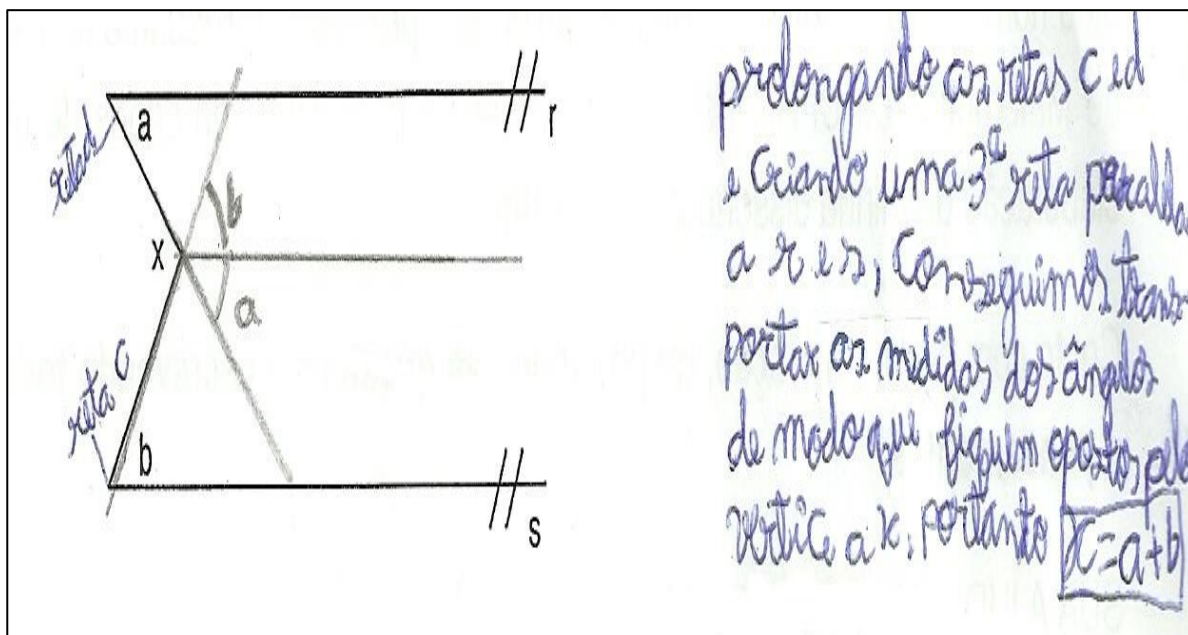 a
r
reta d
b
x
a
reta c
b
s
prolongando as retas c e d
e criando uma 3ª reta paralela
a r e s, conseguimos trans-
portar as medidas dos ângulos
de modo que fiquem opostos pelo
vertice a x, portanto x=a+b